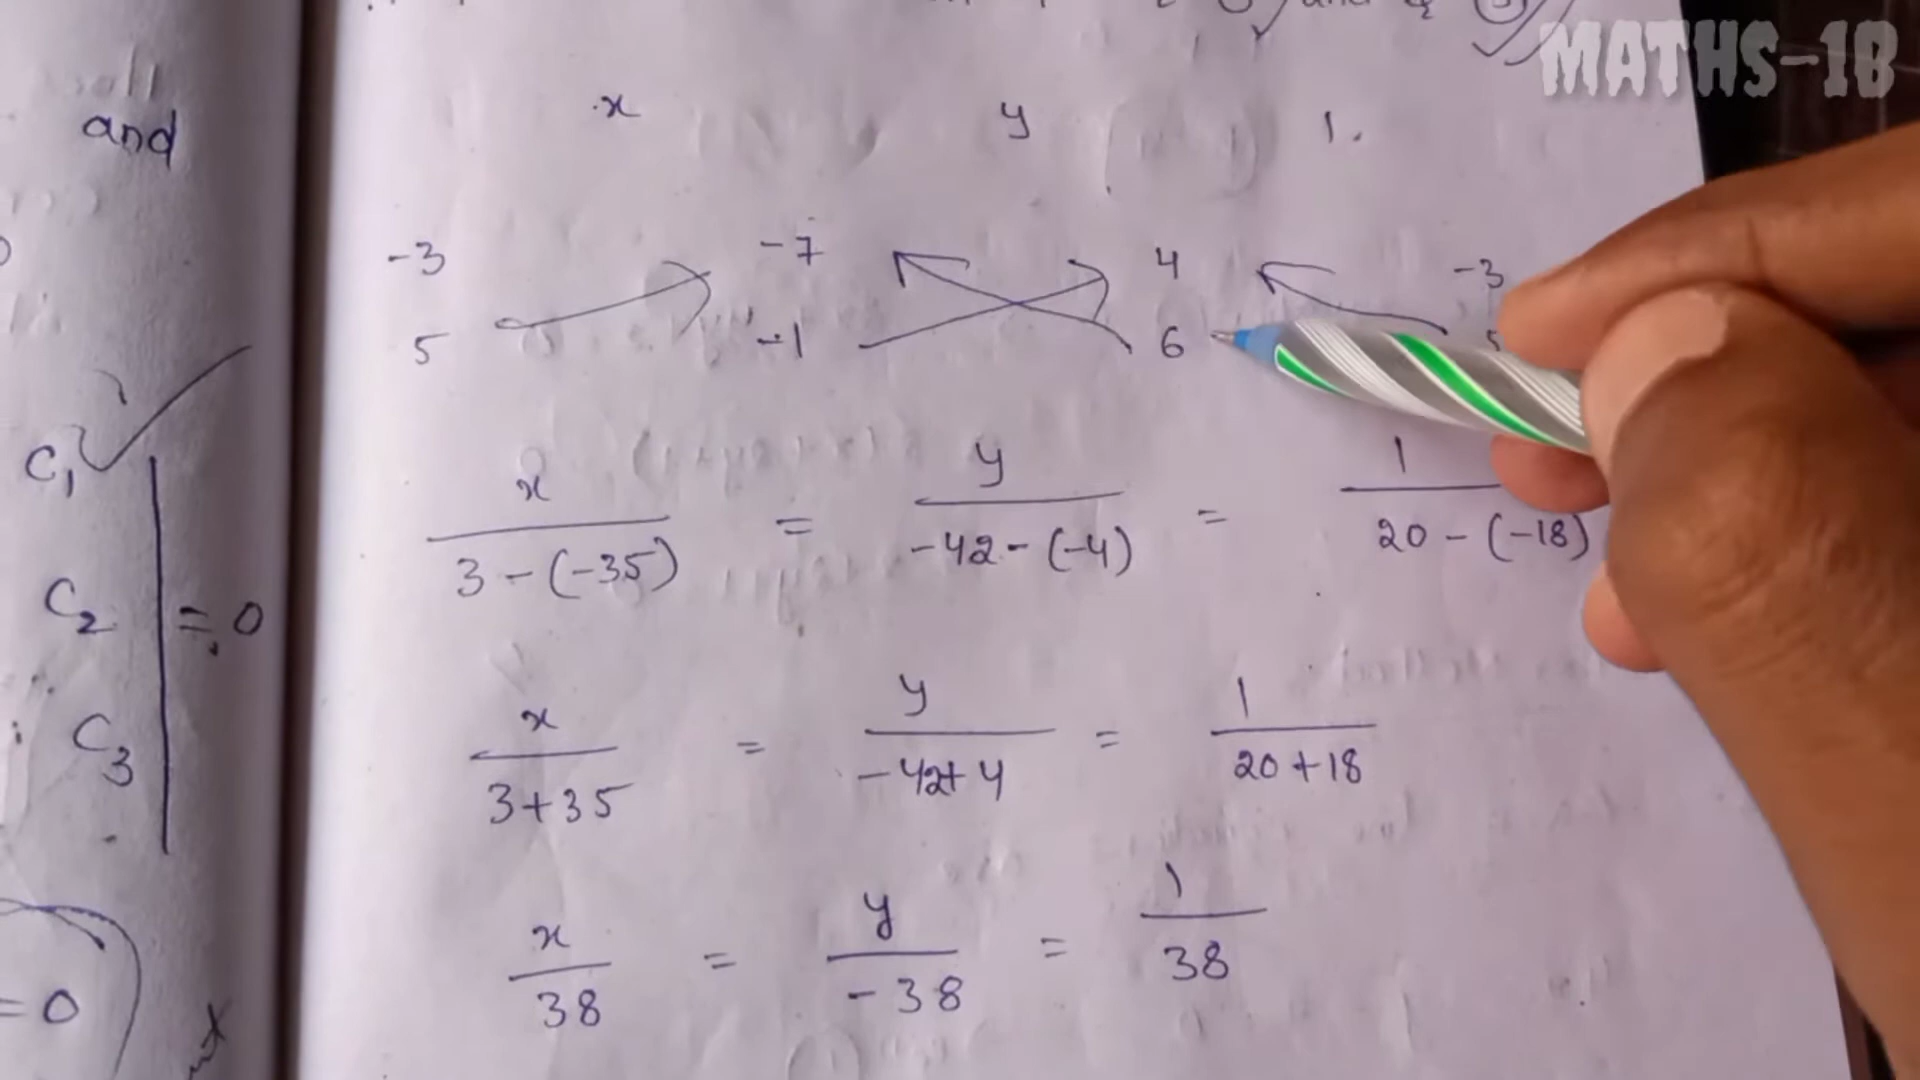 MATHS-1B
and
x y 1.
-3 -7 4 -3
5 -1 6 5
C1
C2 = 0
C3
= 0
x/3-(-35) = y/-42-(-4) = 1/20-(-18)
x/3+35 = y/-42+4 = 1/20+18
x/38 = y/-38 = 1/38